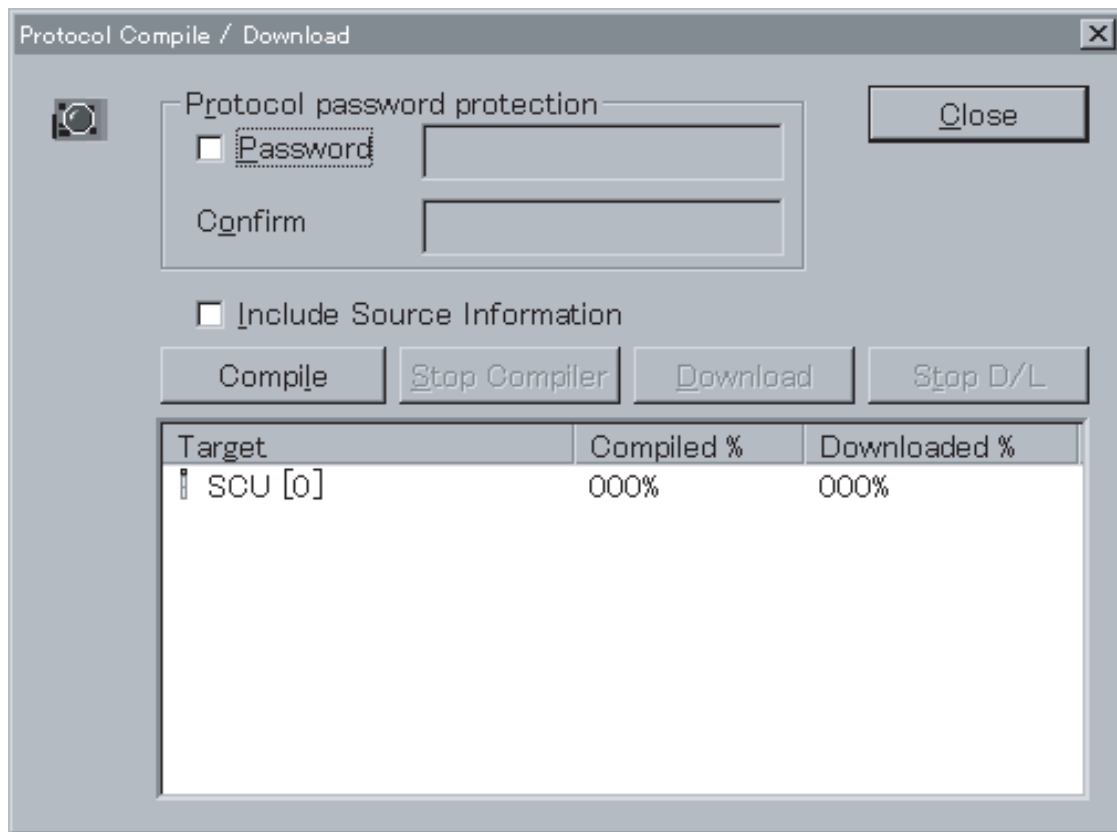 Protocol Compile / Download
Protocol password protection
Close
Password
Confirm
Include Source Information
Compile Stop Compiler Download Stop D/L
Target Compiled % Downloaded %
SCU [0] 000% 000%